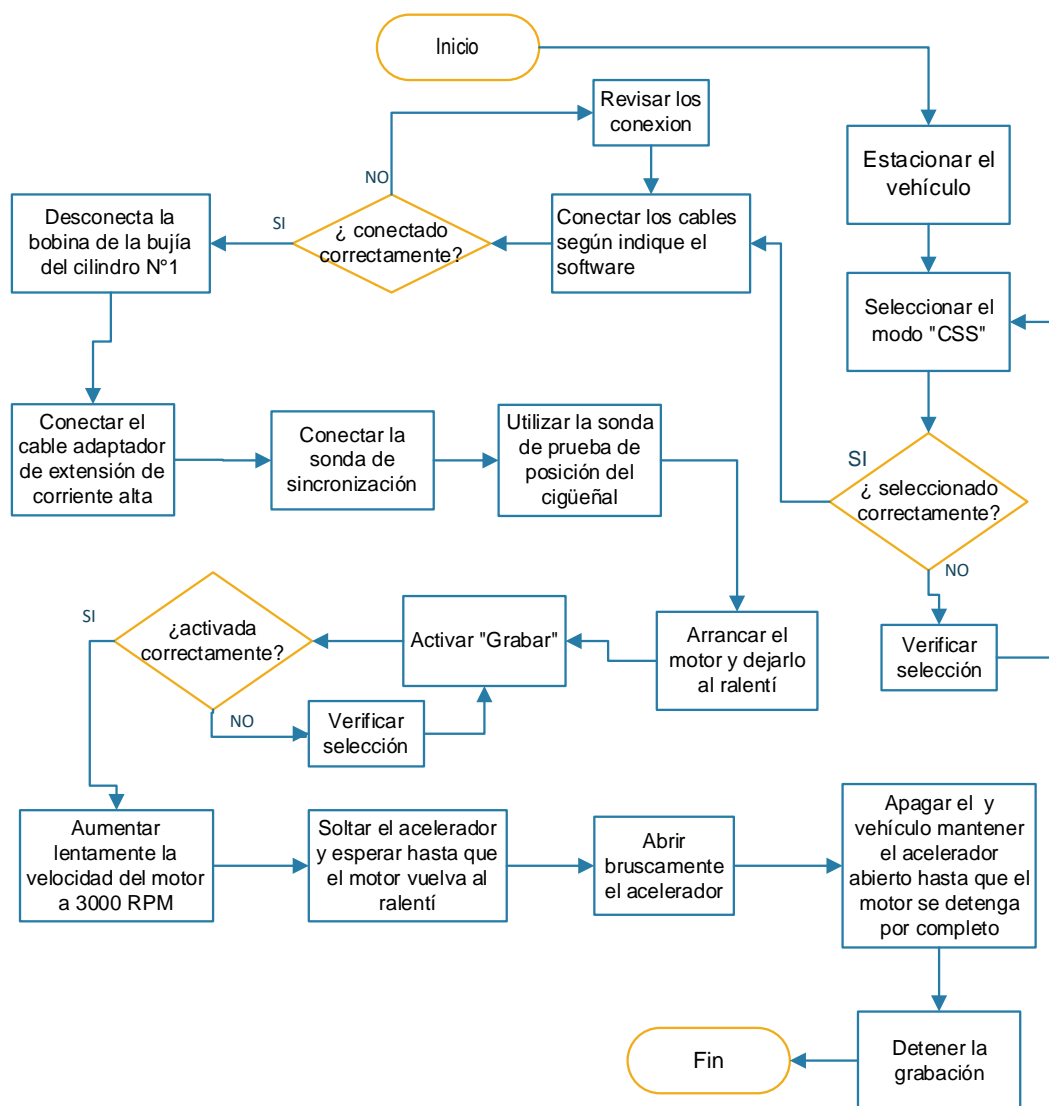 Inicio
Estacionar el
vehículo
Seleccionar el
modo "CSS"
¿ seleccionado
correctamente?
SI
NO
Verificar
selección
Conectar los cables
según indique el
software
¿ conectado
correctamente?
NO
Revisar los
conexion
SI
Desconecta la
bobina de la bujía
del cilindro N°1
Conectar el
cable adaptador
de extensión de
corriente alta
Conectar la
sonda de
sincronización
Utilizar la sonda
de prueba de
posición del
cigüeñal
Arrancar el
motor y dejarlo
al ralentí
Activar "Grabar"
¿activada
correctamente?
NO
Verificar
selección
SI
Aumentar
lentamente la
velocidad del motor
a 3000 RPM
Soltar el acelerador
y esperar hasta que
el motor vuelva al
ralentí
Abrir
bruscamente
el acelerador
Apagar el  y
vehículo mantener
el acelerador
abierto hasta que el
motor se detenga
por completo
Detener la
grabación
Fin